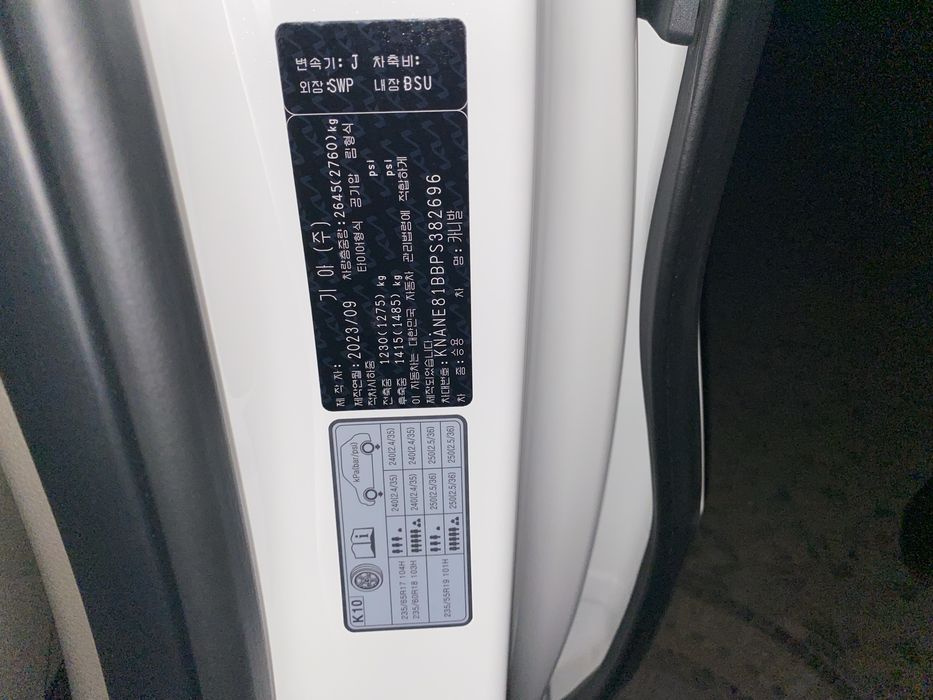 변속기: J 차축비:
외장:SWP 내장:BSU
제 작 자: 기아(주)
제작연월: 2023/09 차량총중량:2645(2760)kg
적차시하중 타이어형식 공기압 림형식
전축중 1230(1275) kg psi
후축중 1415(1485) kg psi
이 자동차는 대한민국 자동차 관리법령에 적합하게
제작되었습니다.
차대번호: KNANE81BBPS382696
차 종: 승용 차 명: 카니발
K10 kPa(bar/psi)
235/65R17 104H 240(2.4/35) 240(2.4/35)
235/60R18 103H 240(2.4/35) 240(2.4/35)
235/55R19 101H 250(2.5/36) 250(2.5/36)
250(2.5/36) 250(2.5/36)